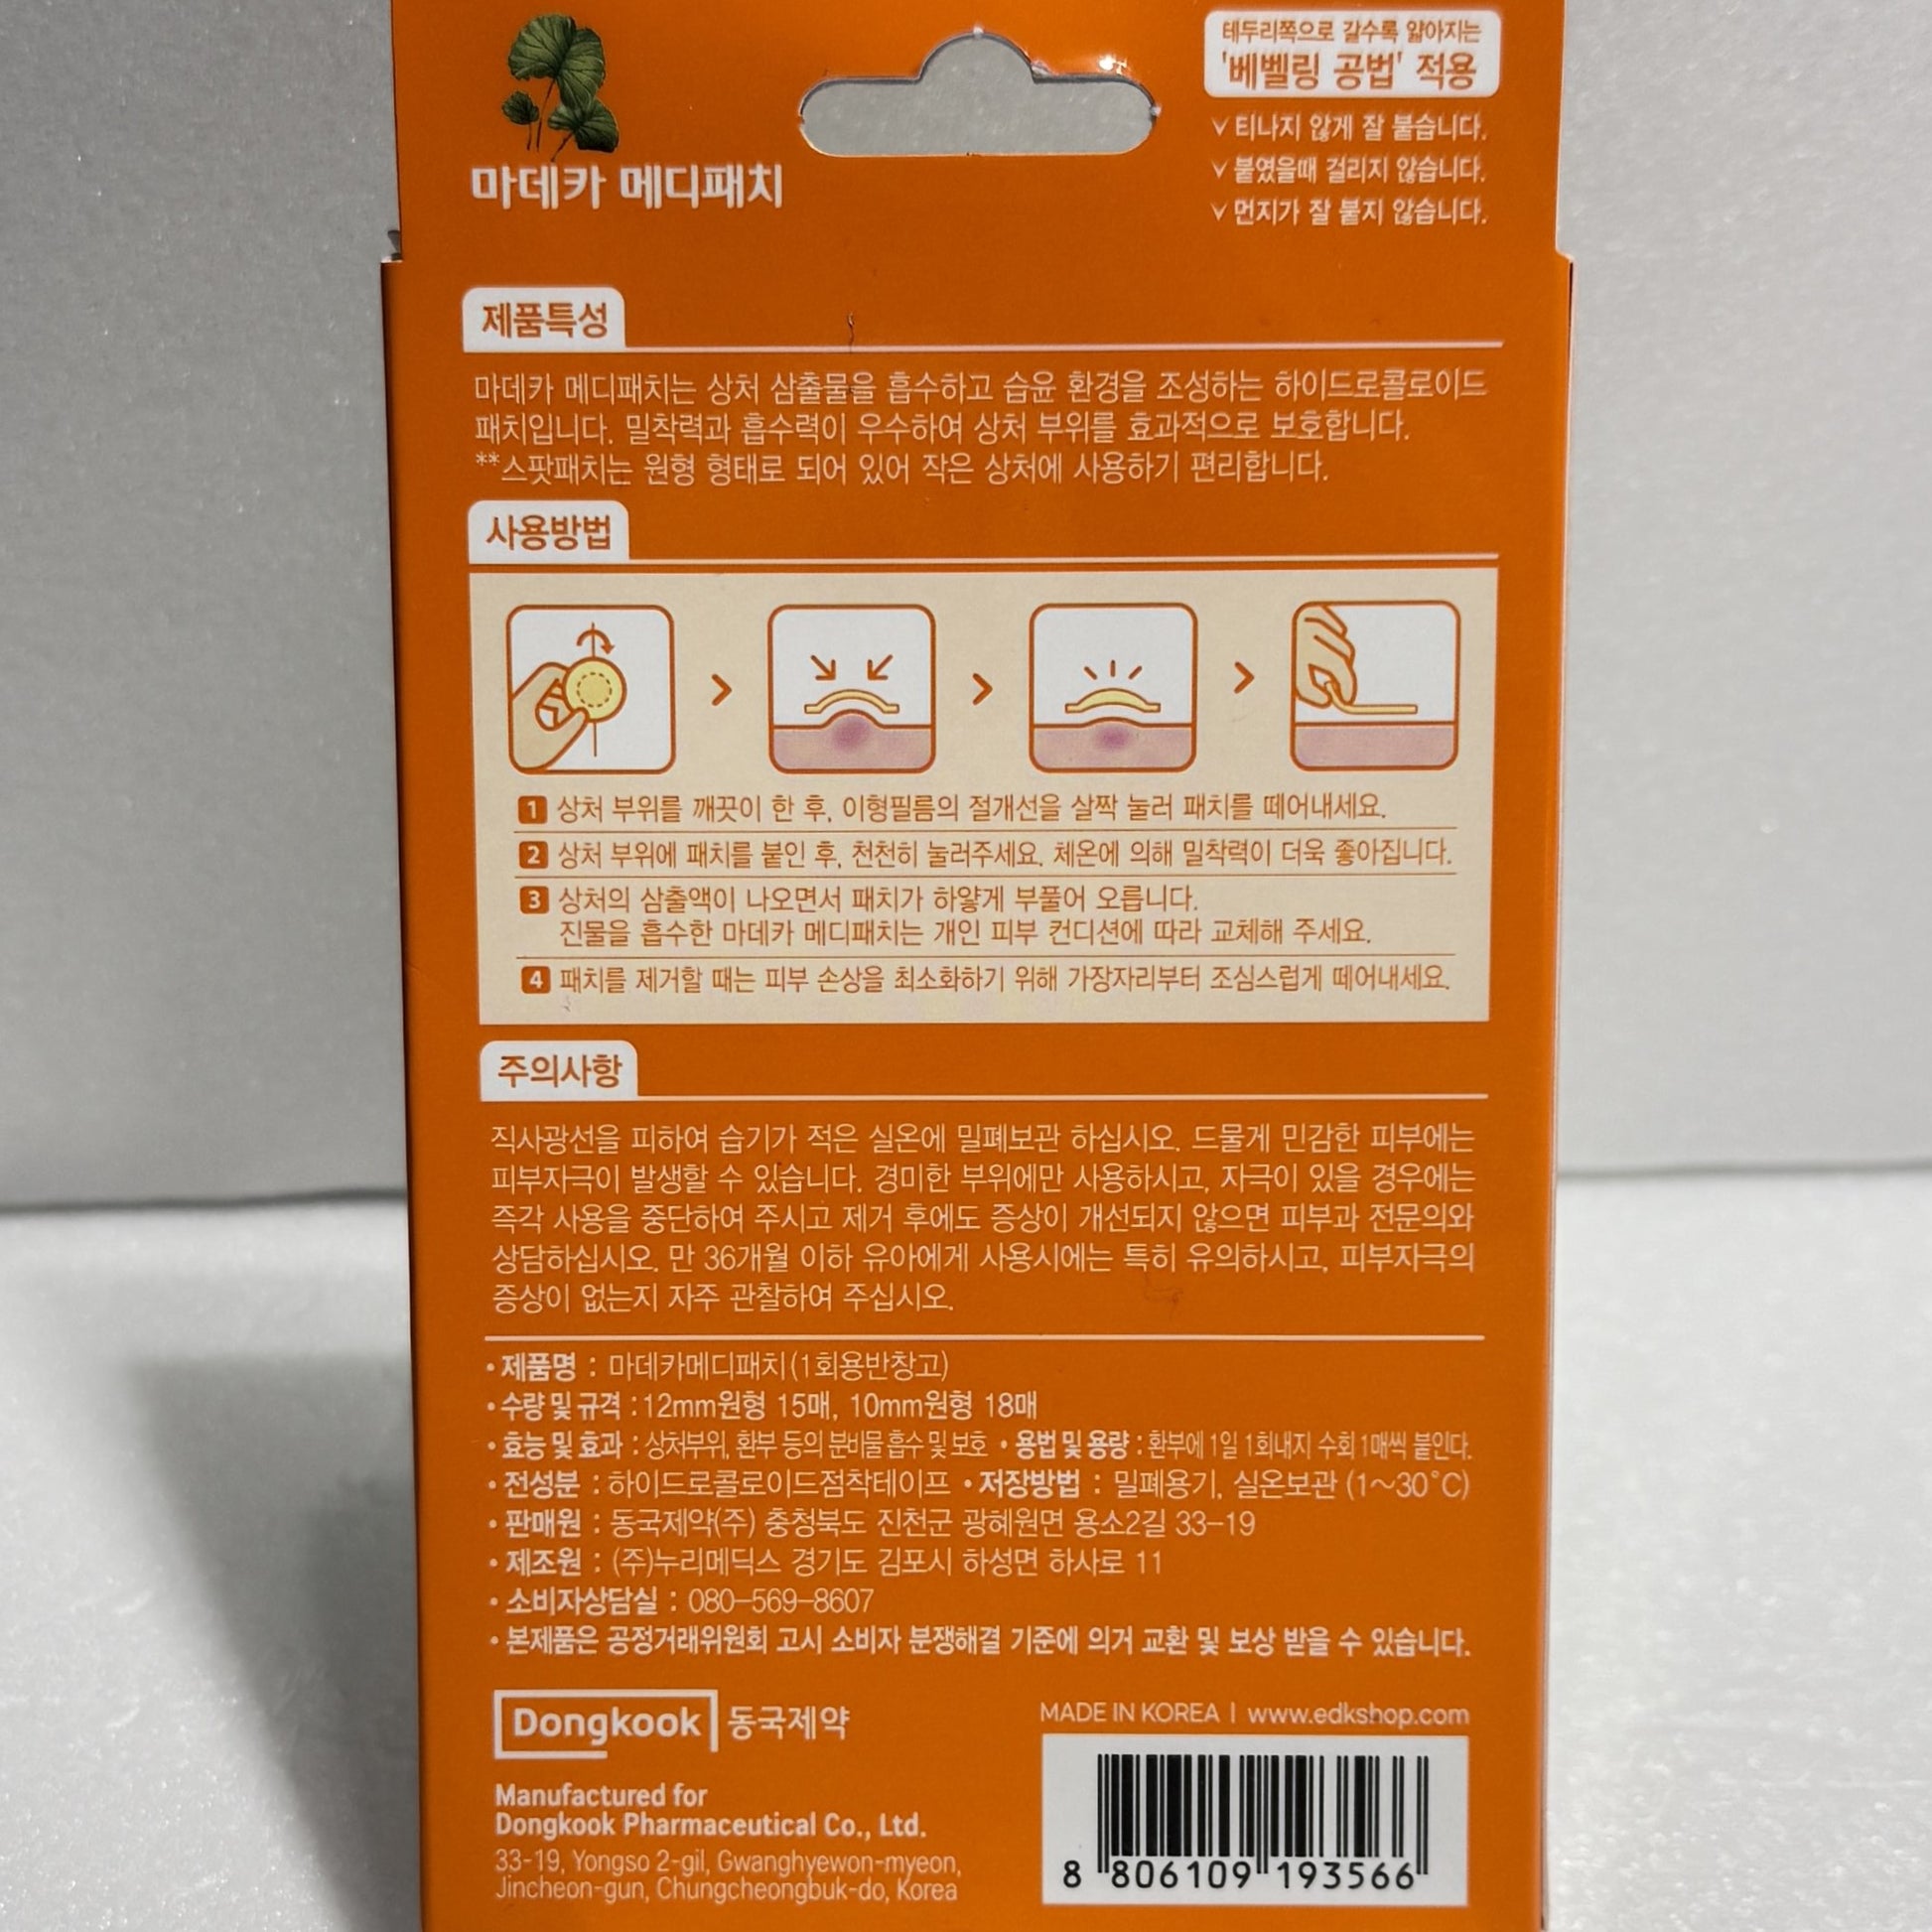 테두리쪽으로 갈수록 얇아지는
'베벨링 공법' 적용
티나지 않게 잘 붙습니다.
붙였을때 걸리지 않습니다.
먼지가 잘 붙지 않습니다.
마데카 메디패치
제품특성
마데카 메디패치는 상처 삼출물을 흡수하고 습윤 환경을 조성하는 하이드로콜로이드
패치입니다. 밀착력과 흡수력이 우수하여 상처 부위를 효과적으로 보호합니다.
**스팟패치는 원형 형태로 되어 있어 작은 상처에 사용하기 편리합니다.
사용방법
1 상처 부위를 깨끗이 한 후, 이형필름의 절개선을 살짝 눌러 패치를 떼어내세요.
2 상처 부위에 패치를 붙인 후, 천천히 눌러주세요. 체온에 의해 밀착력이 더욱 좋아집니다.
3 상처의 삼출액이 나오면서 패치가 하얗게 부풀어 오릅니다.
진물을 흡수한 마데카 메디패치는 개인 피부 컨디션에 따라 교체해 주세요.
4 패치를 제거할 때는 피부 손상을 최소화하기 위해 가장자리부터 조심스럽게 떼어내세요.
주의사항
직사광선을 피하여 습기가 적은 실온에 밀폐보관 하십시오. 드물게 민감한 피부에는
피부자극이 발생할 수 있습니다. 경미한 부위에만 사용하시고, 자극이 있을 경우에는
즉각 사용을 중단하여 주시고 제거 후에도 증상이 개선되지 않으면 피부과 전문의와
상담하십시오. 만 36개월 이하 유아에게 사용시에는 특히 유의하시고, 피부자극의
증상이 없는지 자주 관찰하여 주십시오.
• 제품명 : 마데카메디패치(1회용반창고)
• 수량 및 규격 : 12mm원형 15매, 10mm원형 18매
• 효능 및 효과 : 상처부위, 환부 등의 분비물 흡수 및 보호 • 용법 및 용량 : 환부에 1일 1회내지 수회 1매씩 붙인다.
• 전성분 : 하이드로콜로이드점착테이프 • 저장방법 : 밀폐용기, 실온보관 (1~30°C)
• 판매원 : 동국제약(주) 충청북도 진천군 광혜원면 용소2길 33-19
• 제조원 : (주)누리메딕스 경기도 김포시 하성면 하사로 11
• 소비자상담실 : 080-569-8607
• 본제품은 공정거래위원회 고시 소비자 분쟁해결 기준에 의거 교환 및 보상 받을 수 있습니다.
Dongkook 동국제약
MADE IN KOREA | www.edkshop.com
Manufactured for
Dongkook Pharmaceutical Co., Ltd.
33-19, Yongso 2-gil, Gwanghyewon-myeon,
Jincheon-gun, Chungcheongbuk-do, Korea
8 806109 193566